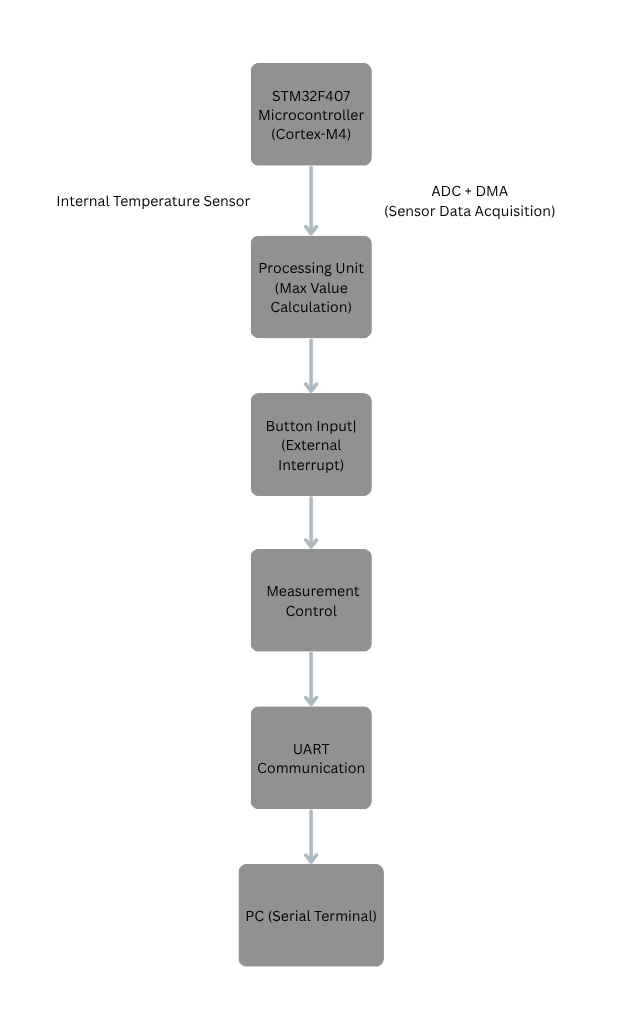 STM32F407
Microcontroller
(Cortex-M4)
Internal Temperature Sensor
ADC + DMA
(Sensor Data Acquisition)
Processing Unit
(Max Value
Calculation)
Button Input|
(External
Interrupt)
Measurement
Control
UART
Communication
PC (Serial Terminal)